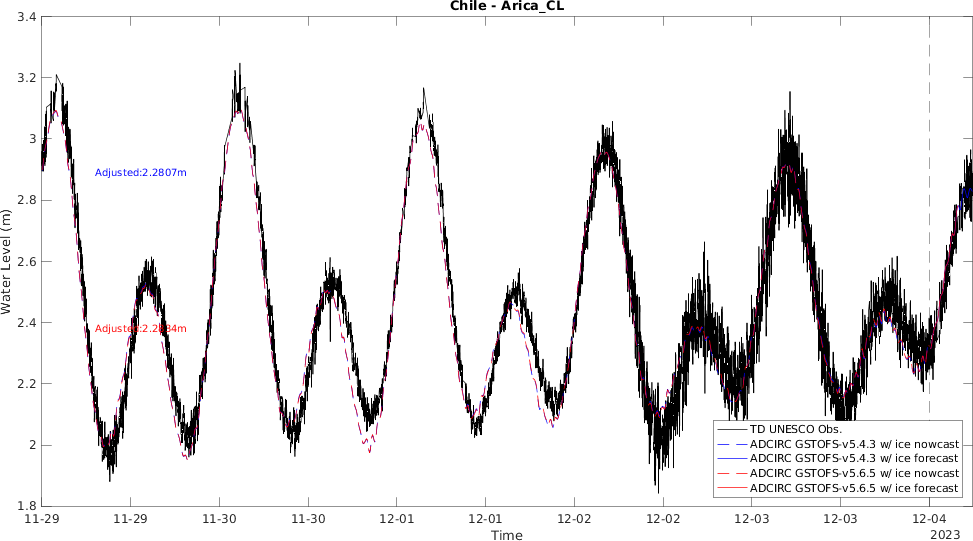 Chile - Arica_CL
3.4
3.2
3
2.8
2.6
2.4
2.2
2
1.8
Water Level (m)
Adjusted:2.2807m
TD UNESCO Obs.
ADCIRC GSTOFS-v5.4.3 w/ ice nowcast
ADCIRC GSTOFS-v5.4.3 w/ ice forecast
ADCIRC GSTOFS-v5.6.5 w/ ice nowcast
ADCIRC GSTOFS-v5.6.5 w/ ice forecast
11-29 11-29 11-30 11-30 12-01 12-01 12-02 12-02 12-03 12-03 12-04
Time
2023